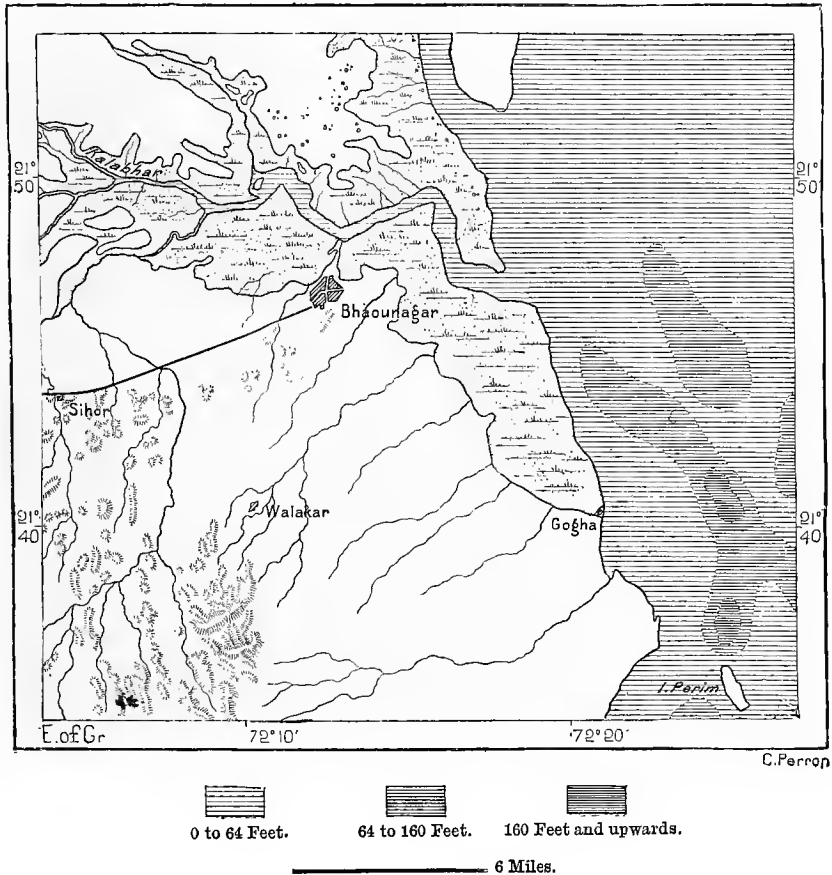 Kalabhar
21°
50
21°
50
Bhaounagar
Sihor
Walakar
Gogha
21°
40
21°
40
I. Perim
E. of Gr
72°10'
72°20'
C. Perron
0 to 64 Feet.
64 to 160 Feet.
160 Feet and upwards.
6 Miles.